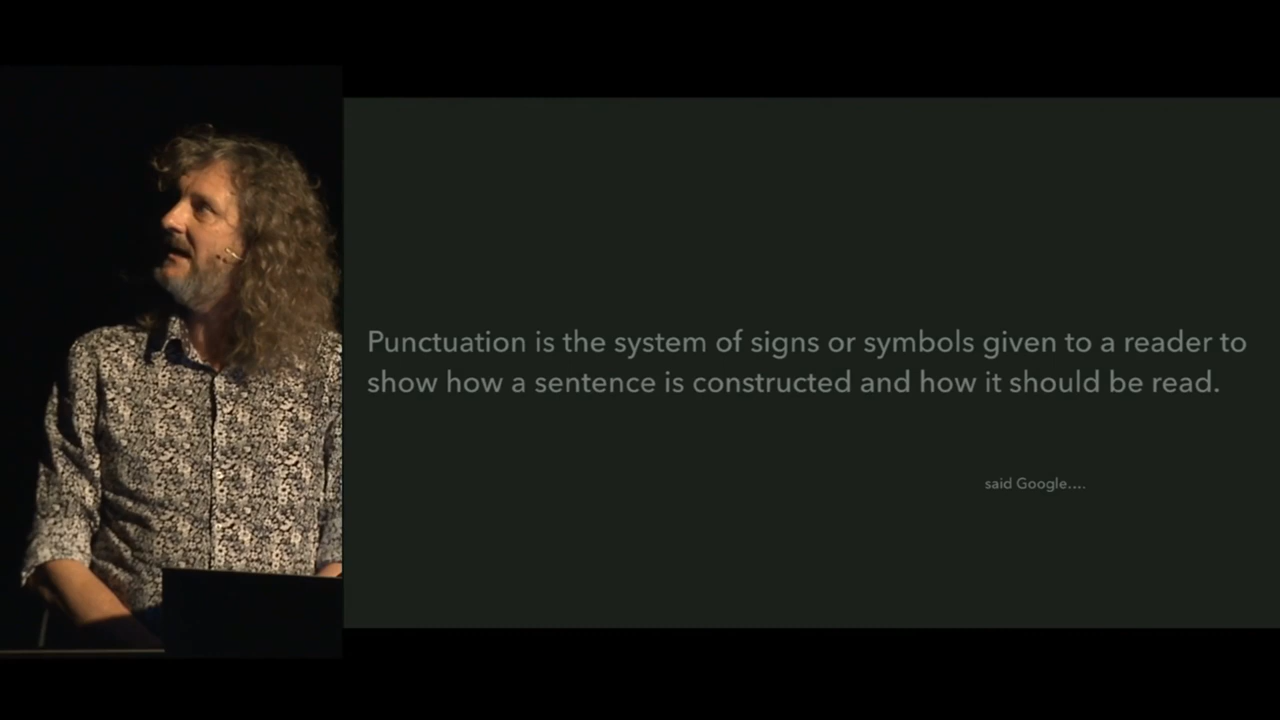 Punctuation is the system of signs or symbols given to a reader to
show how a sentence is constructed and how it should be read.
said Google....